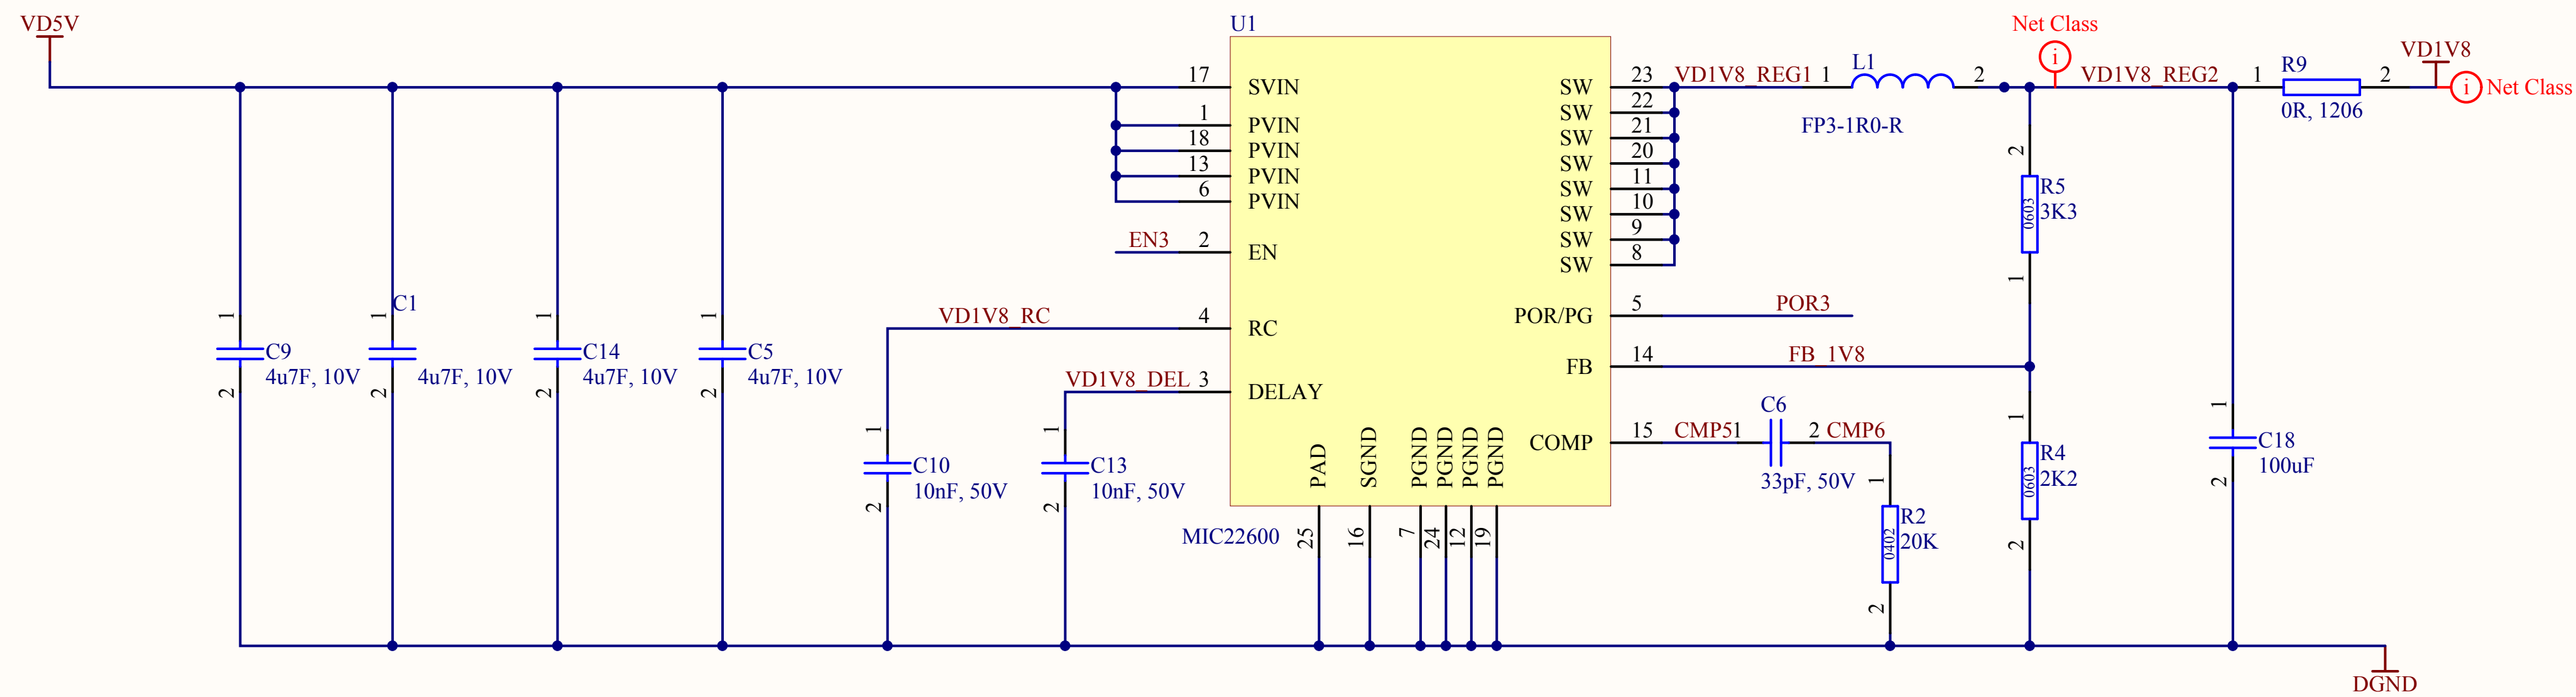 VD5V
U1
Net Class
VD1V8
Net Class
17 SVIN
1 PVIN
18 PVIN
13 PVIN
6 PVIN
EN3 2 EN
VD1V8_RC 4 RC
VD1V8_DEL 3 DELAY
SW 23 VD1V8_REG1 1 L1 2 VD1V8_REG2 1 R9 2
SW 22
SW 21
SW 20
SW 11
SW 10
SW 9
SW 8
FP3-1R0-R
0R, 1206
POR/PG 5 POR3
FB 14 FB_1V8
COMP 15 CMP5 1 C6 2 CMP6
33pF, 50V
2
R5
3K3
0603
1
1
R4
2K2
0603
2
1
R2
20K
0402
2
1
C18
100uF
2
1
C9
4u7F, 10V
2
1
C1
4u7F, 10V
2
1
C14
4u7F, 10V
2
1
C5
4u7F, 10V
2
1
C10
10nF, 50V
2
1
C13
10nF, 50V
2
PAD SGND PGND PGND PGND PGND
25 16 7 24 12 19
MIC22600
DGND